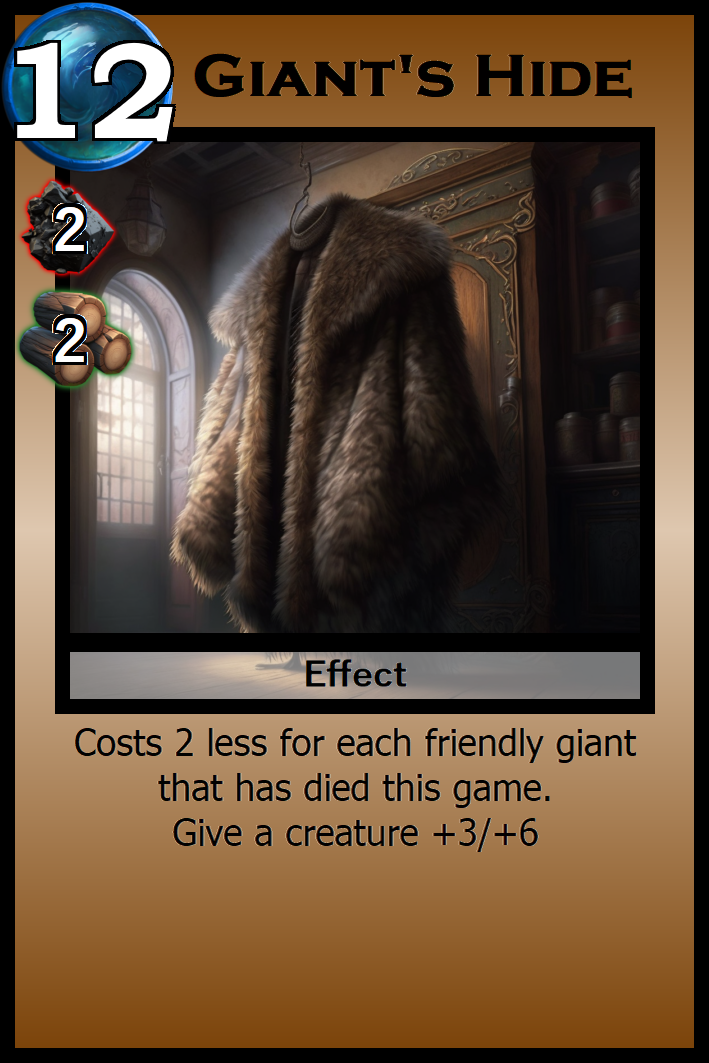 12
Giant's Hide
2
2
Effect
Costs 2 less for each friendly giant
that has died this game.
Give a creature +3/+6